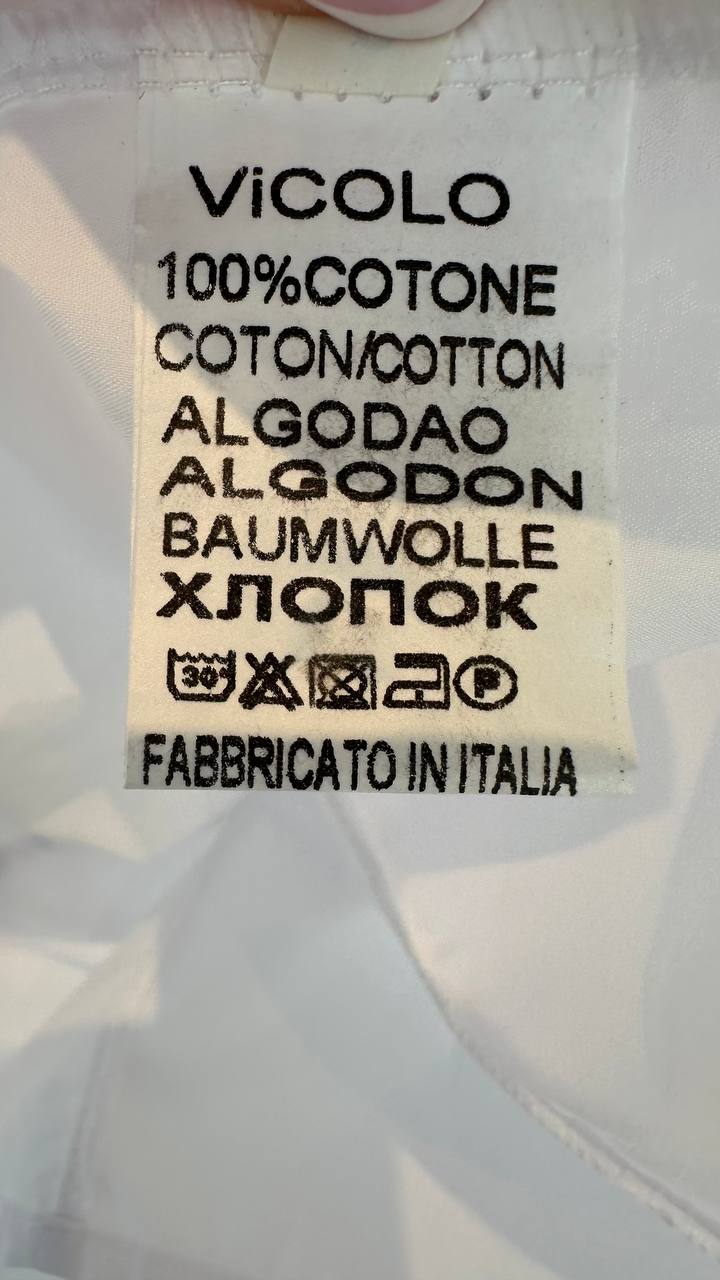 ViCOLO
100%COTONE
COTON/COTTON
ALGODAO
ALGODON
BAUMWOLLE
ХЛОПОК
30° P
FABBRICATO IN ITALIA